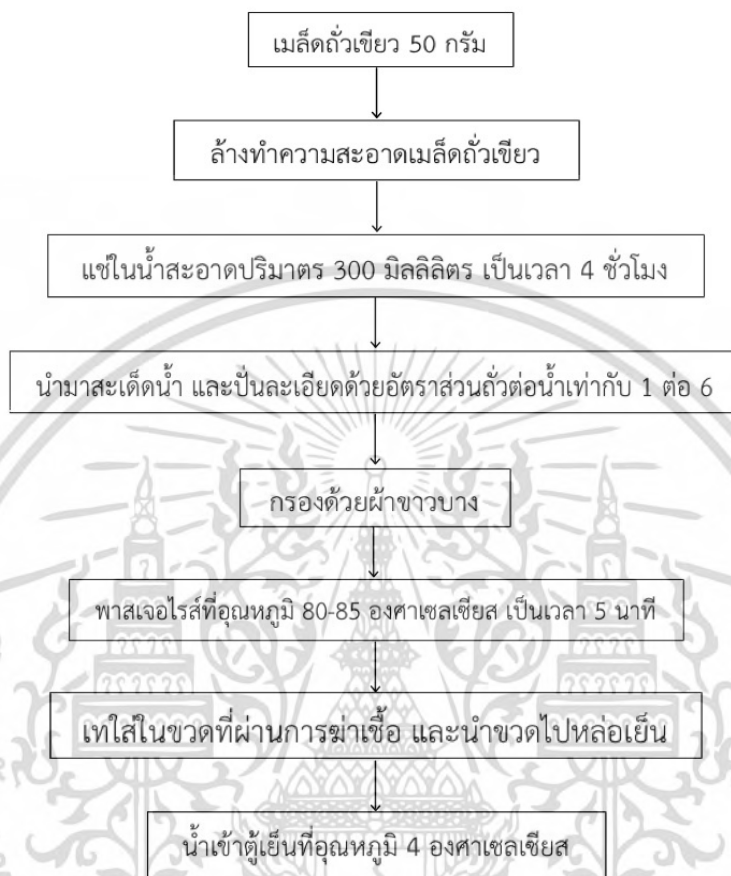 เมล็ดถั่วเขียว 50 กรัม
ล้างทำความสะอาดเมล็ดถั่วเขียว
แช่ในน้ำสะอาดปริมาตร 300 มิลลิลิตร เป็นเวลา 4 ชั่วโมง
นำมาสะเด็ดน้ำ และปั่นละเอียดด้วยอัตราส่วนถั่วต่อน้ำเท่ากับ 1 ต่อ 6
กรองด้วยผ้าขาวบาง
พาสเจอไรส์ที่อุณหภูมิ 80-85 องศาเซลเซียส เป็นเวลา 5 นาที
เทใส่ในขวดที่ผ่านการฆ่าเชื้อ และนำขวดไปหล่อเย็น
น้ำเข้าตู้เย็นที่อุณหภูมิ 4 องศาเซลเซียส